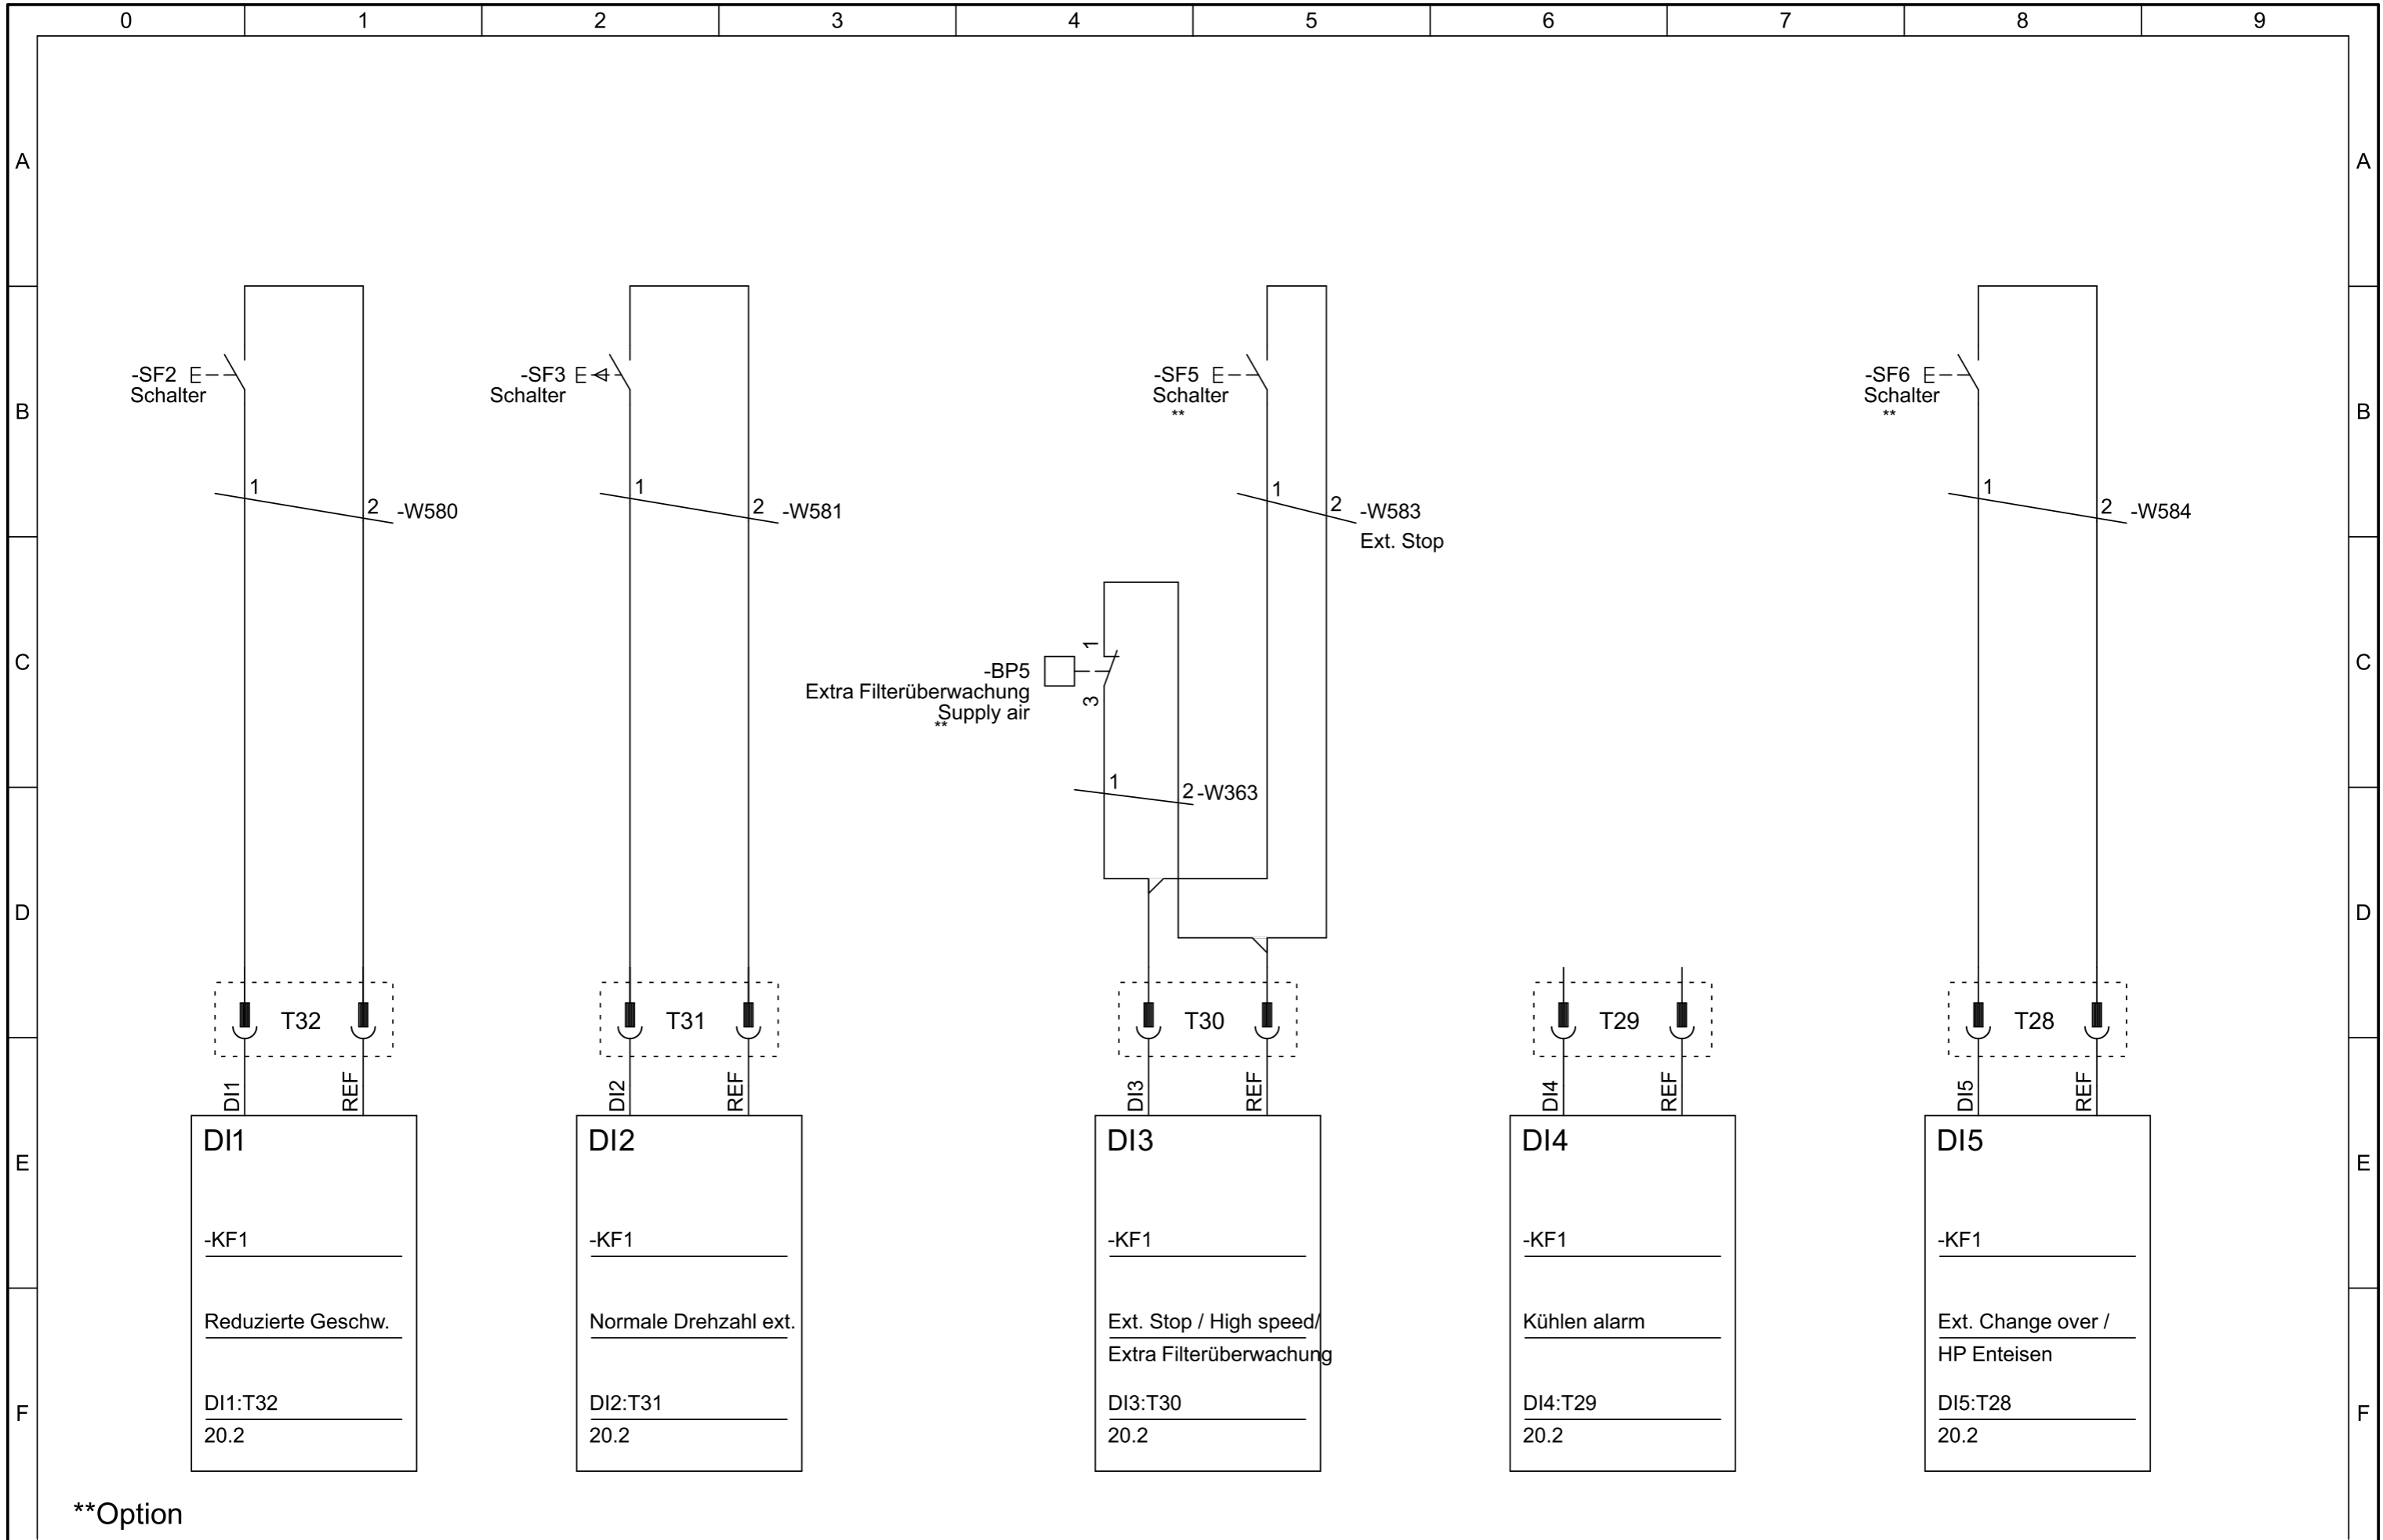 0 1 2 3 4 5 6 7 8 9
A A
-SF2
Schalter
-SF3
Schalter
-SF5
Schalter
**
-SF6
Schalter
**
B B
1 2 -W580
1 2 -W581
1 2 -W583
Ext. Stop
1 2 -W584
-BP5
Extra Filterüberwachung
Supply air
**
1
3
C C
1 2 -W363
D D
T32 T31 T30 T29 T28
DI1 REF DI2 REF DI3 REF DI4 REF DI5 REF
E E
DI1
-KF1
Reduzierte Geschw.
DI1:T32
20.2
DI2
-KF1
Normale Drehzahl ext.
DI2:T31
20.2
DI3
-KF1
Ext. Stop / High speed/
Extra Filterüberwachung
DI3:T30
20.2
DI4
-KF1
Kühlen alarm
DI4:T29
20.2
DI5
-KF1
Ext. Change over /
HP Enteisen
DI5:T28
20.2
F F
**Option